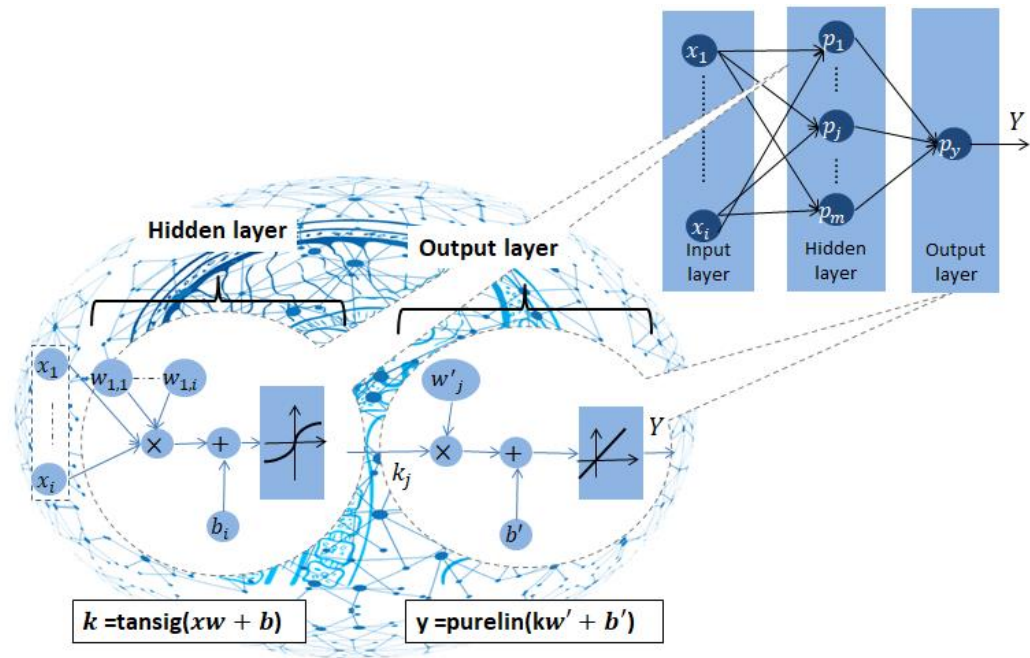 x₁
p₁
pⱼ
p_y
Y
xᵢ
pₘ
Input
layer
Hidden
layer
Output
layer
Hidden layer
Output layer
x₁
w₁,₁
w₁,ᵢ
×
+
xᵢ
bᵢ
w'ⱼ
kⱼ
×
+
Y
b'
k =tansig(xw + b)
y =purelin(kw' + b')